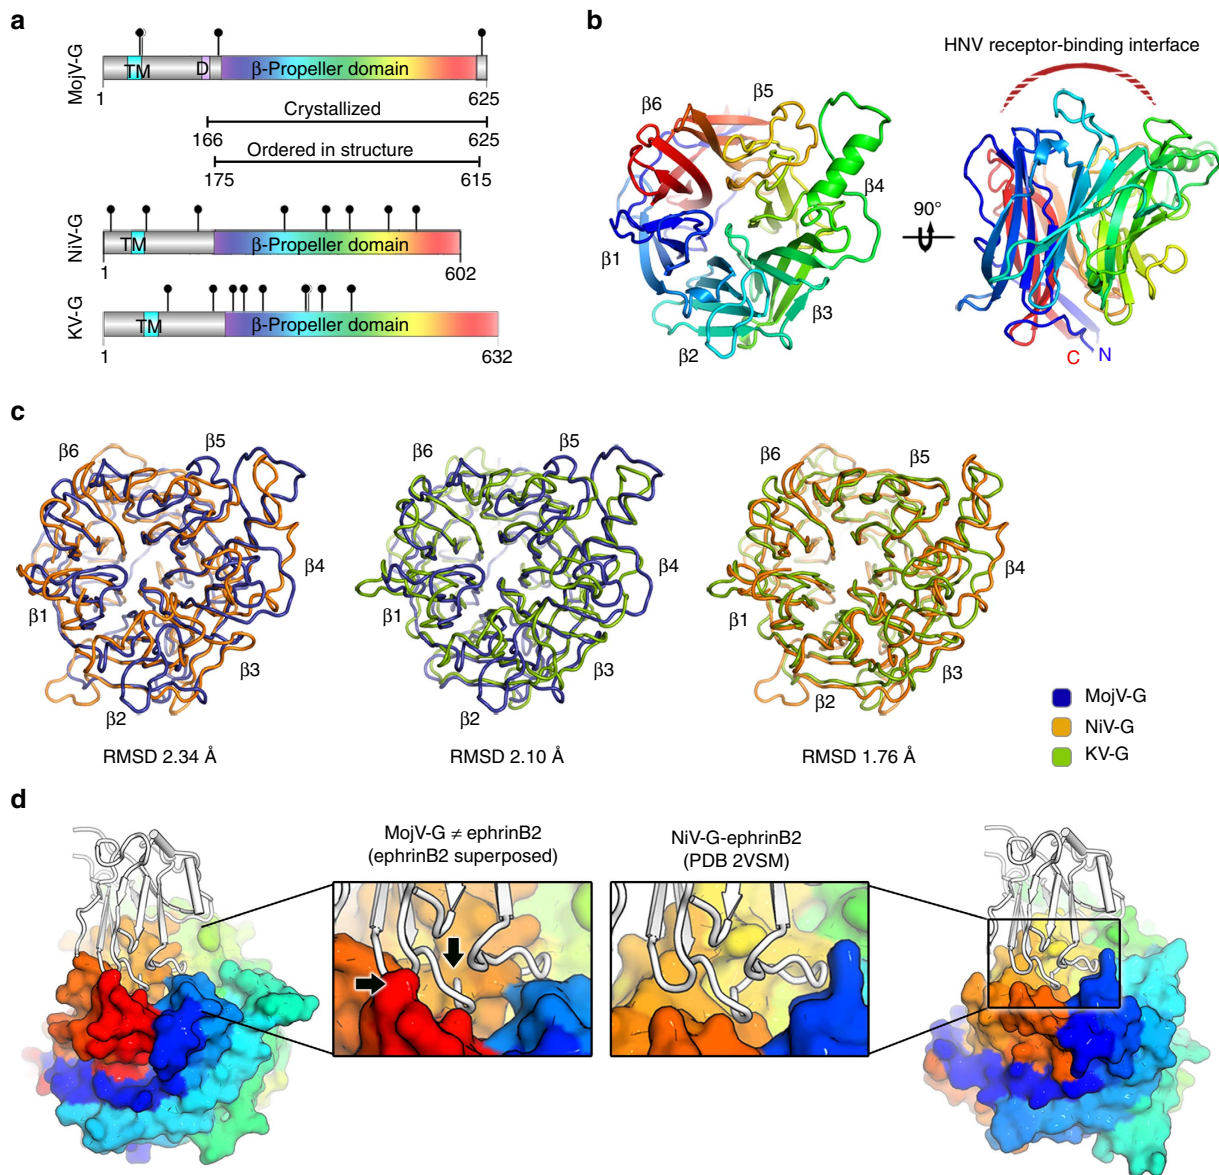 a
MojV-G
TM
D
β-Propeller domain
1
625
Crystallized
166
625
Ordered in structure
175
615
NiV-G
TM
β-Propeller domain
1
602
KV-G
TM
β-Propeller domain
1
632
b
HNV receptor-binding interface
β6
β5
β4
β1
β3
β2
90°
C
N
c
β6
β5
β4
β1
β3
β2
RMSD 2.34 Å
β6
β5
β4
β1
β3
β2
RMSD 2.10 Å
β6
β5
β4
β1
β3
β2
RMSD 1.76 Å
MojV-G
NiV-G
KV-G
d
MojV-G ≠ ephrinB2
(ephrinB2 superposed)
NiV-G-ephrinB2
(PDB 2VSM)